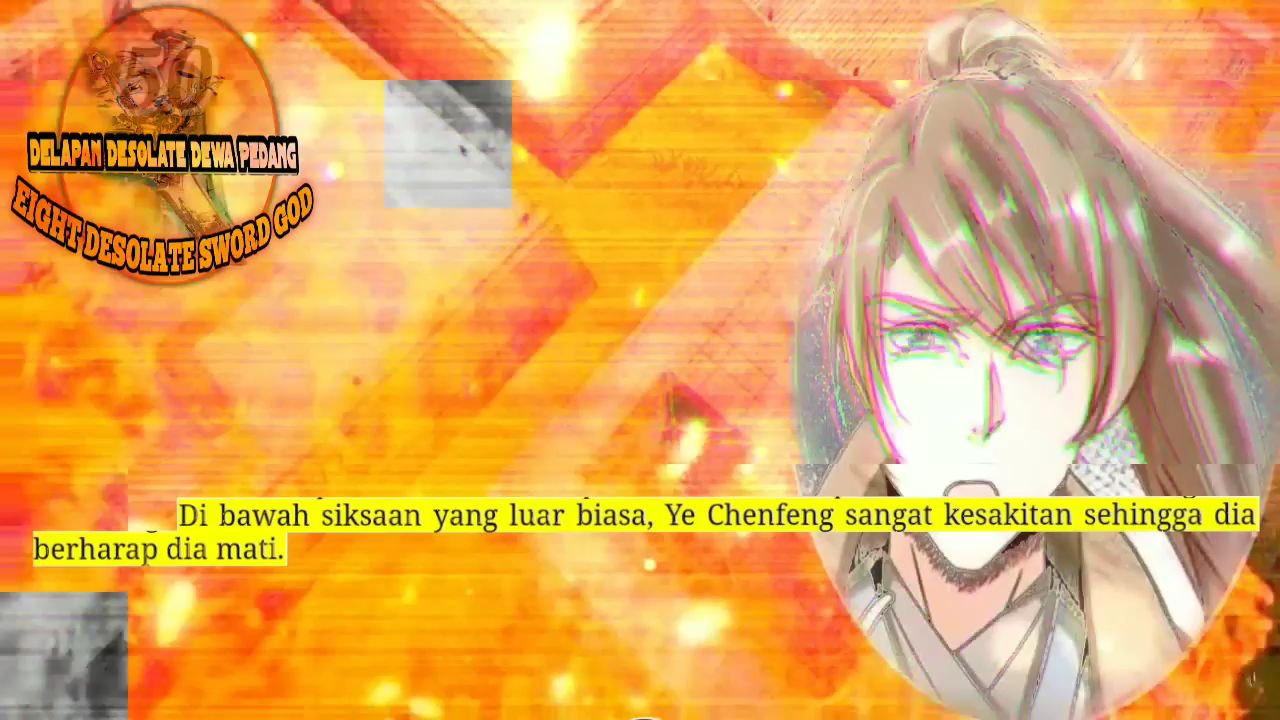 DELAPAN DESOLATE DEWA PEDANG
EIGHT DESOLATE SWORD GOD
Di bawah siksaan yang luar biasa, Ye Chenfeng sangat kesakitan sehingga dia
berharap dia mati.